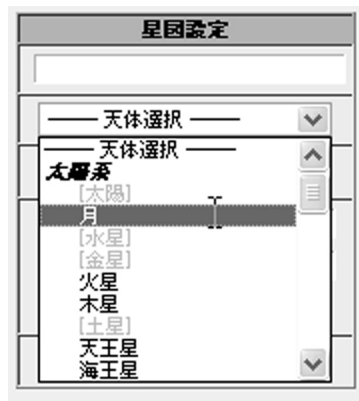 星図設定
—— 天体選択 ——
—— 天体選択 ——
太陽系
[太陽]
月
[水星]
[金星]
火星
木星
[土星]
天王星
海王星